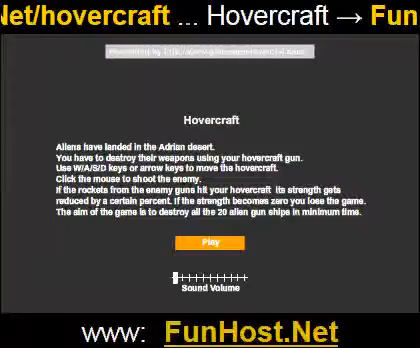 Net/hovercraft ... Hovercraft → Fun
Hovercraft
Aliens have landed in the Adrian desert.
You have to destroy their weapons using your hovercraft gun.
Use W/A/S/D keys or arrow keys to move the hovercraft.
Click the mouse to shoot the enemy.
If the rockets from the enemy guns hit your hovercraft its strength gets
reduced by a certain percent. If the strength becomes zero you lose the game.
The aim of the game is to destroy all the 20 alien gun ships in minimum time.
Play
Sound Volume
www: FunHost.Net